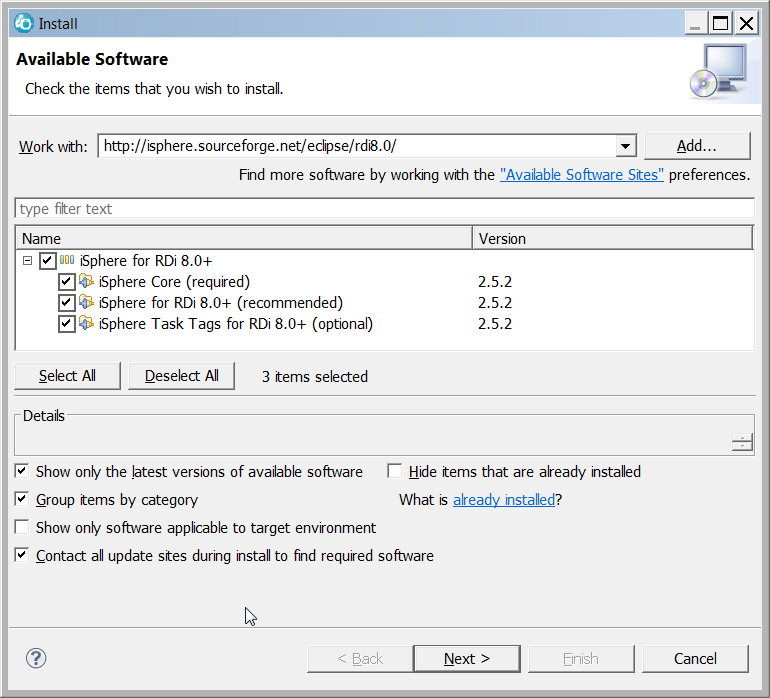 Install
Available Software
Check the items that you wish to install.
Work with: http://isphere.sourceforge.net/eclipse/rdi8.0/ Add...
Find more software by working with the "Available Software Sites" preferences.
type filter text
Name Version
iSphere for RDi 8.0+
iSphere Core (required) 2.5.2
iSphere for RDi 8.0+ (recommended) 2.5.2
iSphere Task Tags for RDi 8.0+ (optional) 2.5.2
Select All Deselect All 3 items selected
Details
Show only the latest versions of available software Hide items that are already installed
Group items by category What is already installed?
Show only software applicable to target environment
Contact all update sites during install to find required software
? < Back Next > Finish Cancel